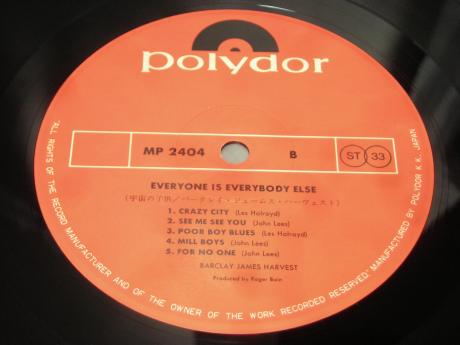 polydor
MP 2404
B
ST 33
EVERYONE IS EVERYBODY ELSE
(宇宙の子供/バークレイ・ジェームス・ハーヴェスト)
1. CRAZY CITY (Les Holroyd)
2. SEE ME SEE YOU (John Lees)
3. POOR BOY BLUES (Les Holroyd)
4. MILL BOYS (John Lees)
5. FOR NO ONE (John Lees)
BARCLAY JAMES HARVEST
Produced by Roger Bain
"ALL RIGHTS OF THE RECORD MANUFACTURER AND OF THE OWNER OF THE WORK RECORDED RESERVED" MANUFACTURED BY POLYDOR K.K. JAPAN